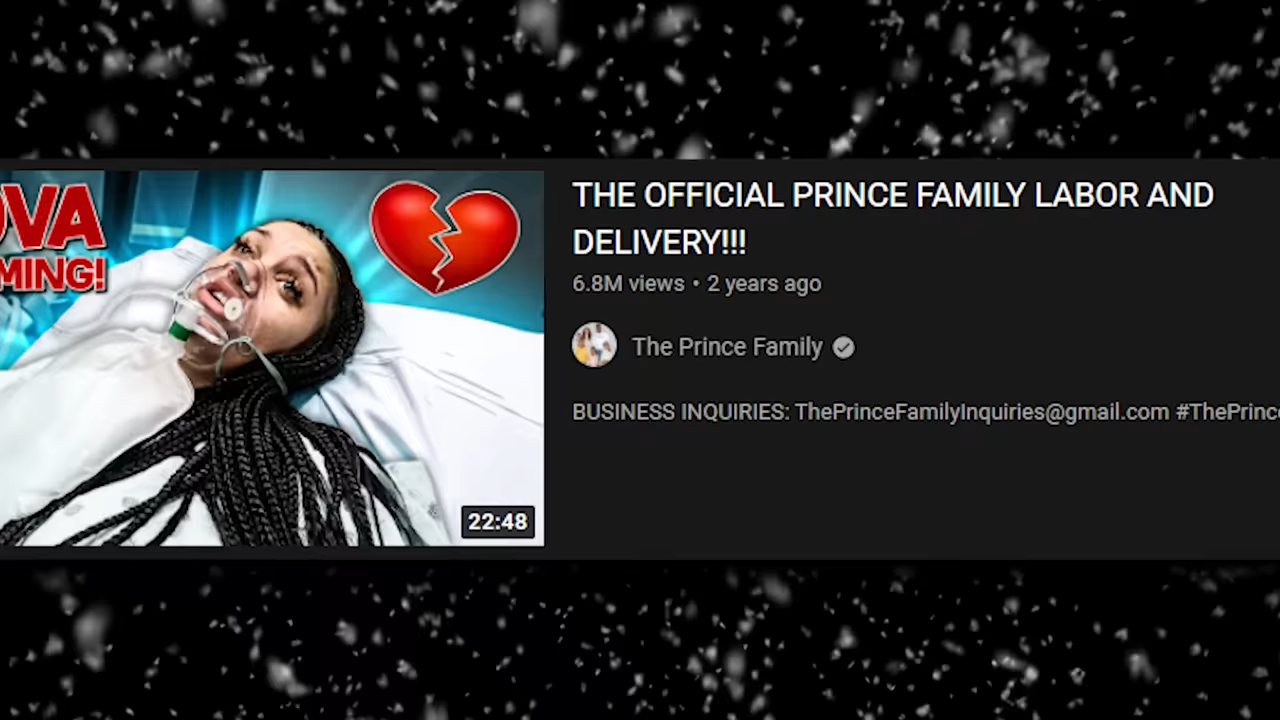 OVA
MING!
22:48
THE OFFICIAL PRINCE FAMILY LABOR AND
DELIVERY!!!
6.8M views • 2 years ago
The Prince Family
BUSINESS INQUIRIES: ThePrinceFamilyInquiries@gmail.com #ThePrince